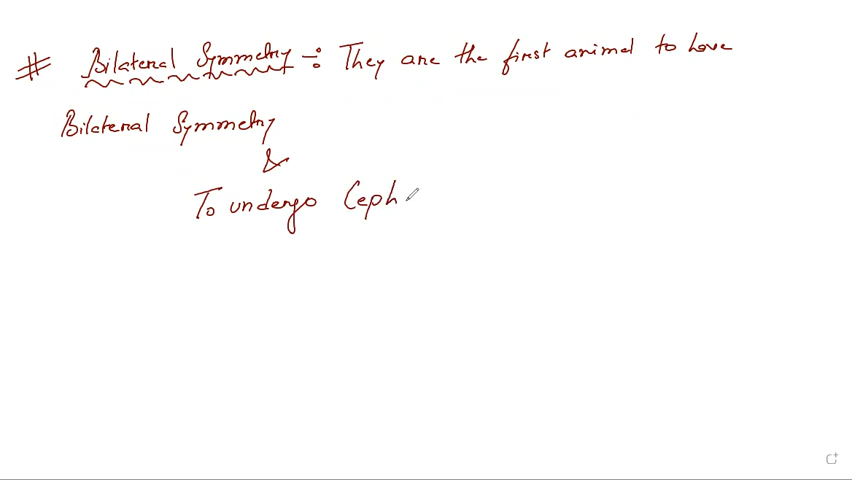 # Bilateral Symmetry ÷ They are the first animal to have
Bilateral Symmetry
&
To undergo Ceph